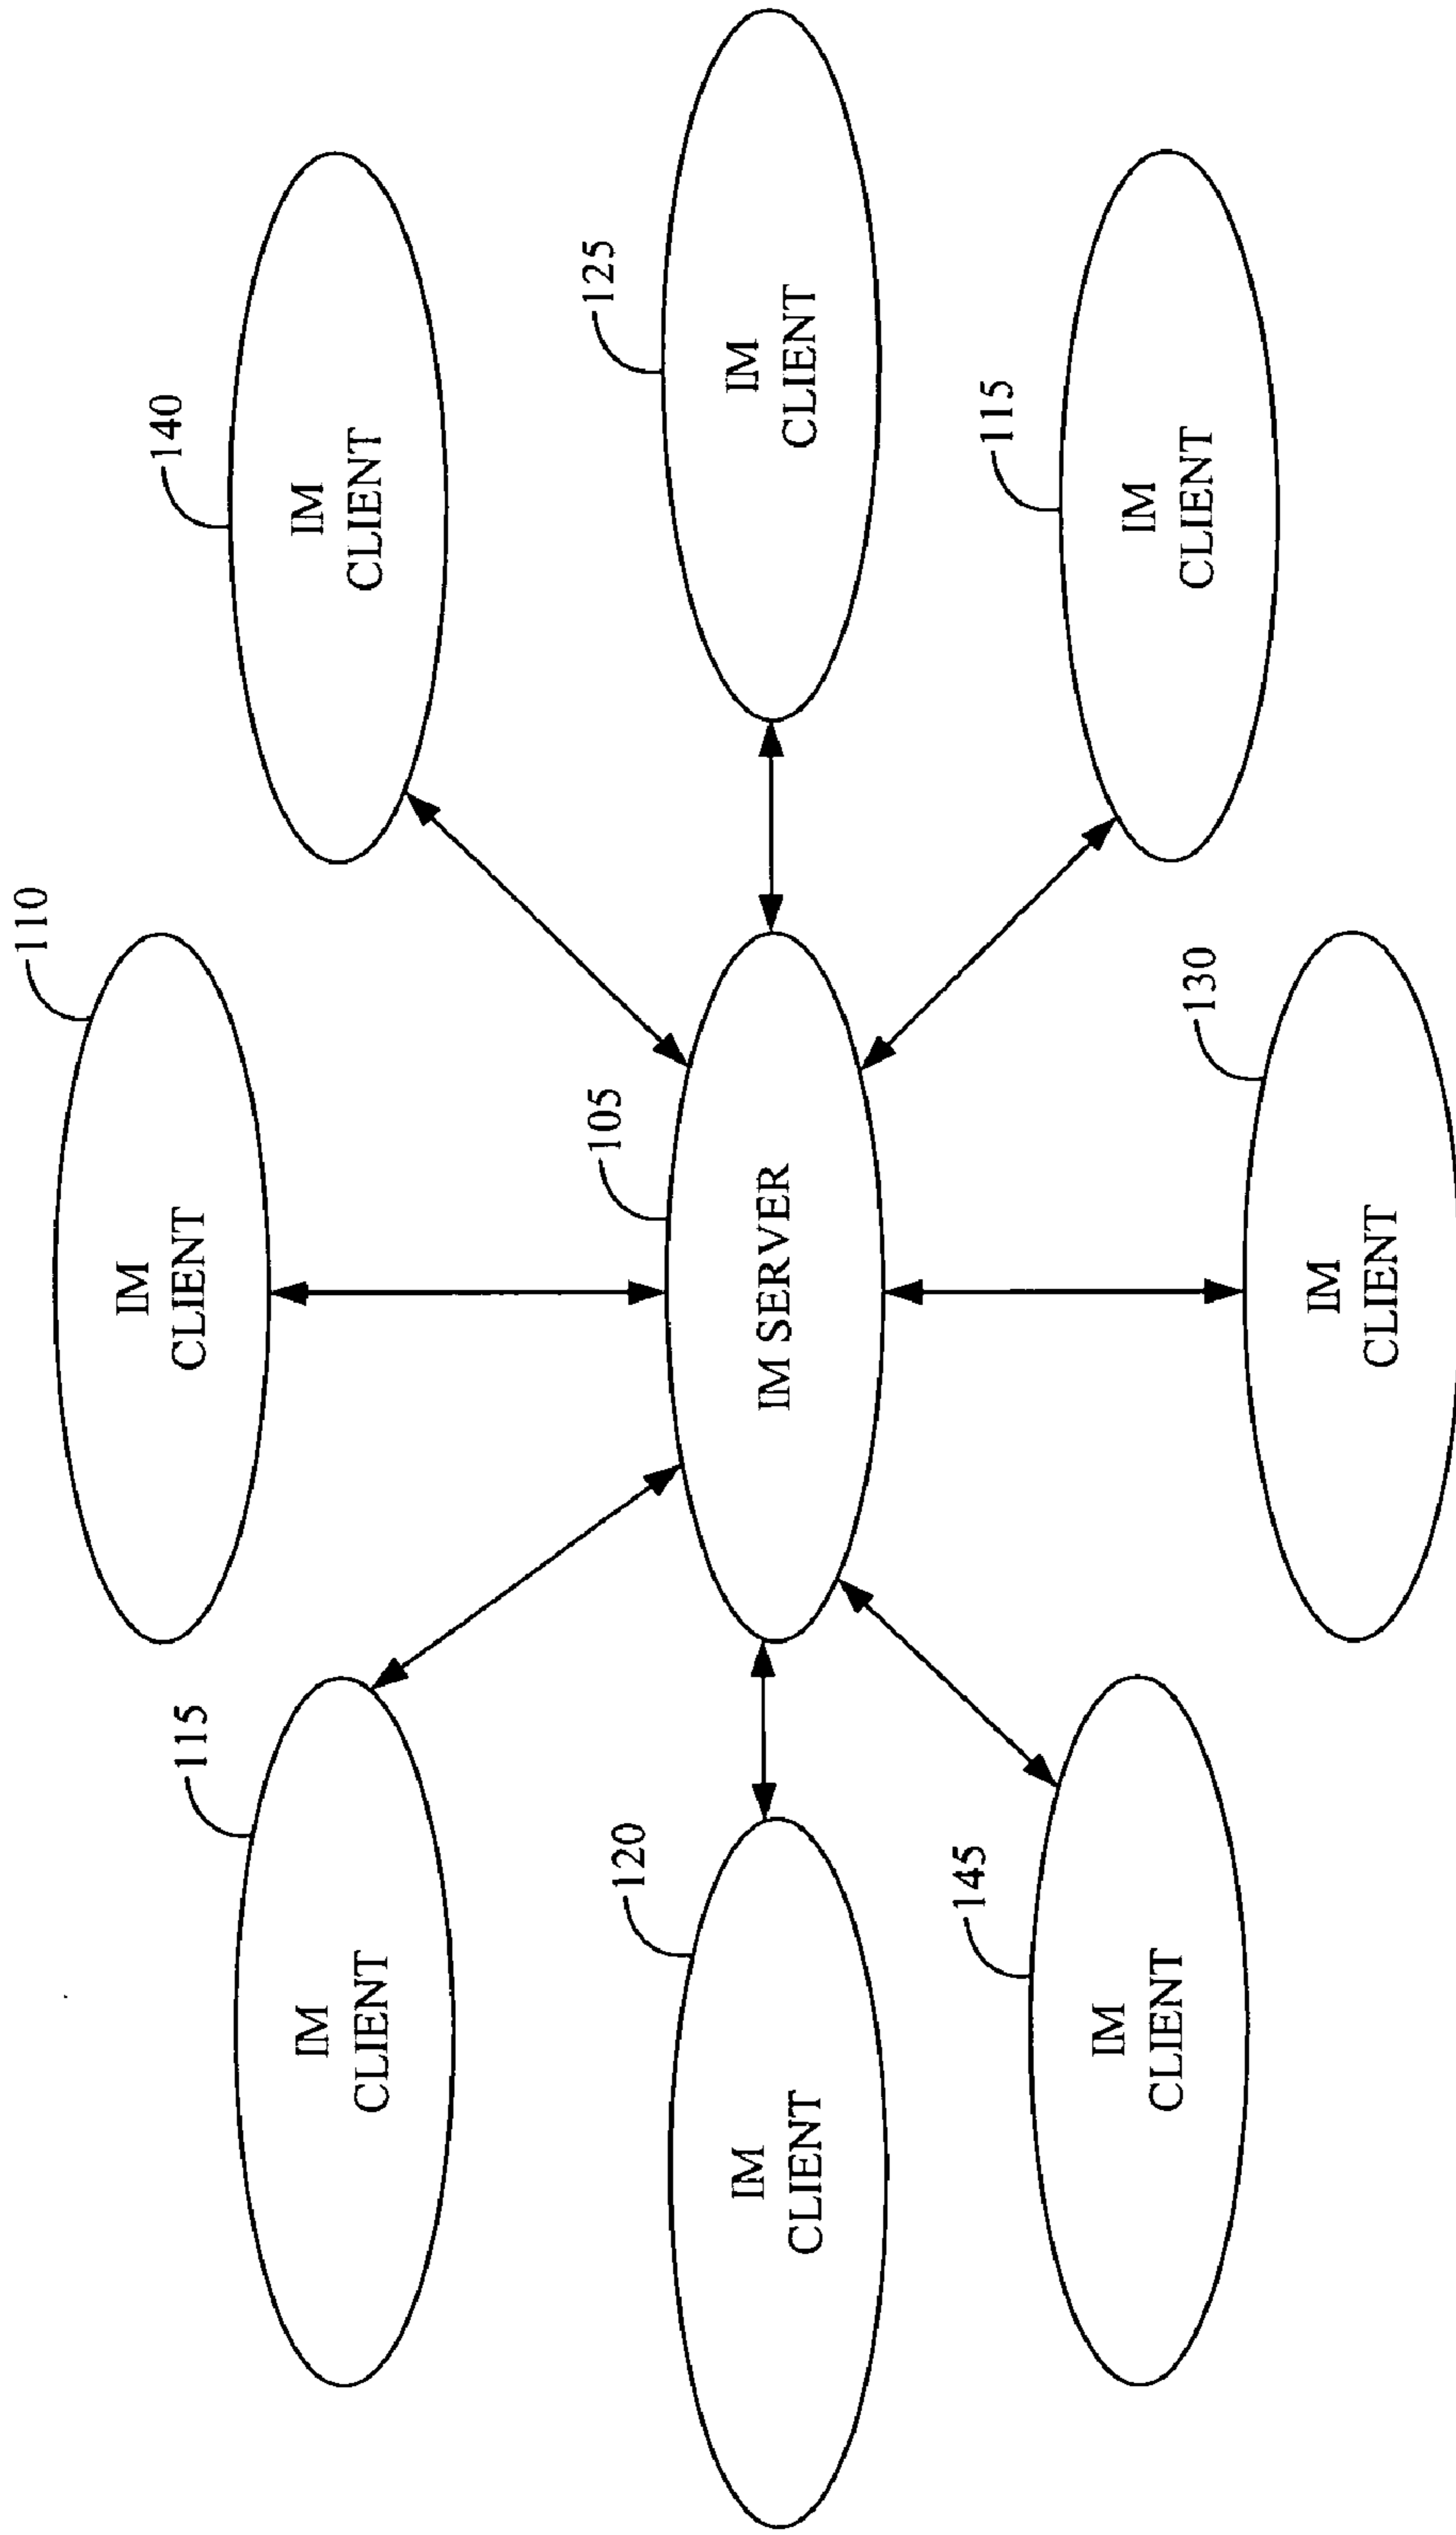 110
IM
CLIENT
115
IM
CLIENT
140
IM
CLIENT
120
IM
CLIENT
105
IM SERVER
125
IM
CLIENT
145
IM
CLIENT
115
IM
CLIENT
130
IM
CLIENT